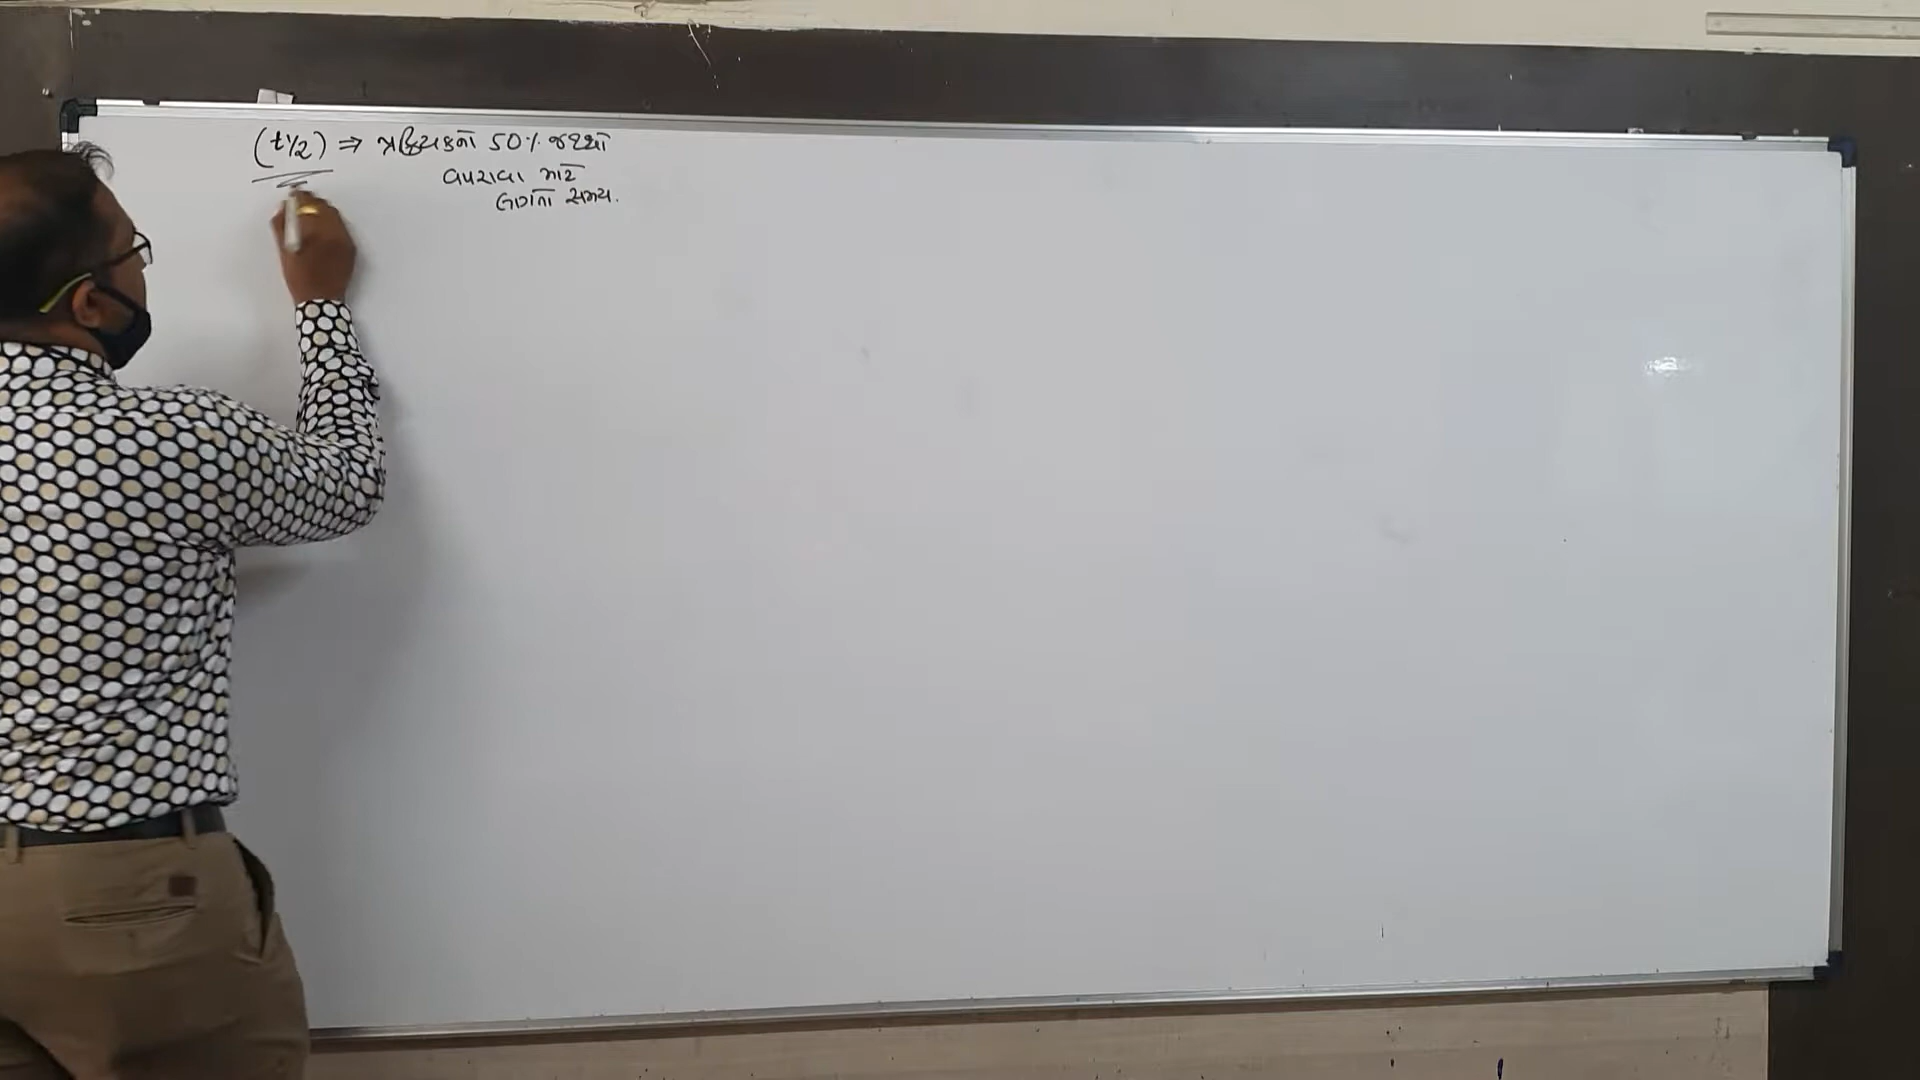 (t½) ⇒ પ્રક્રિયકનો 50% જથ્થો
વપરાવા માટે
લાગતો સમય.